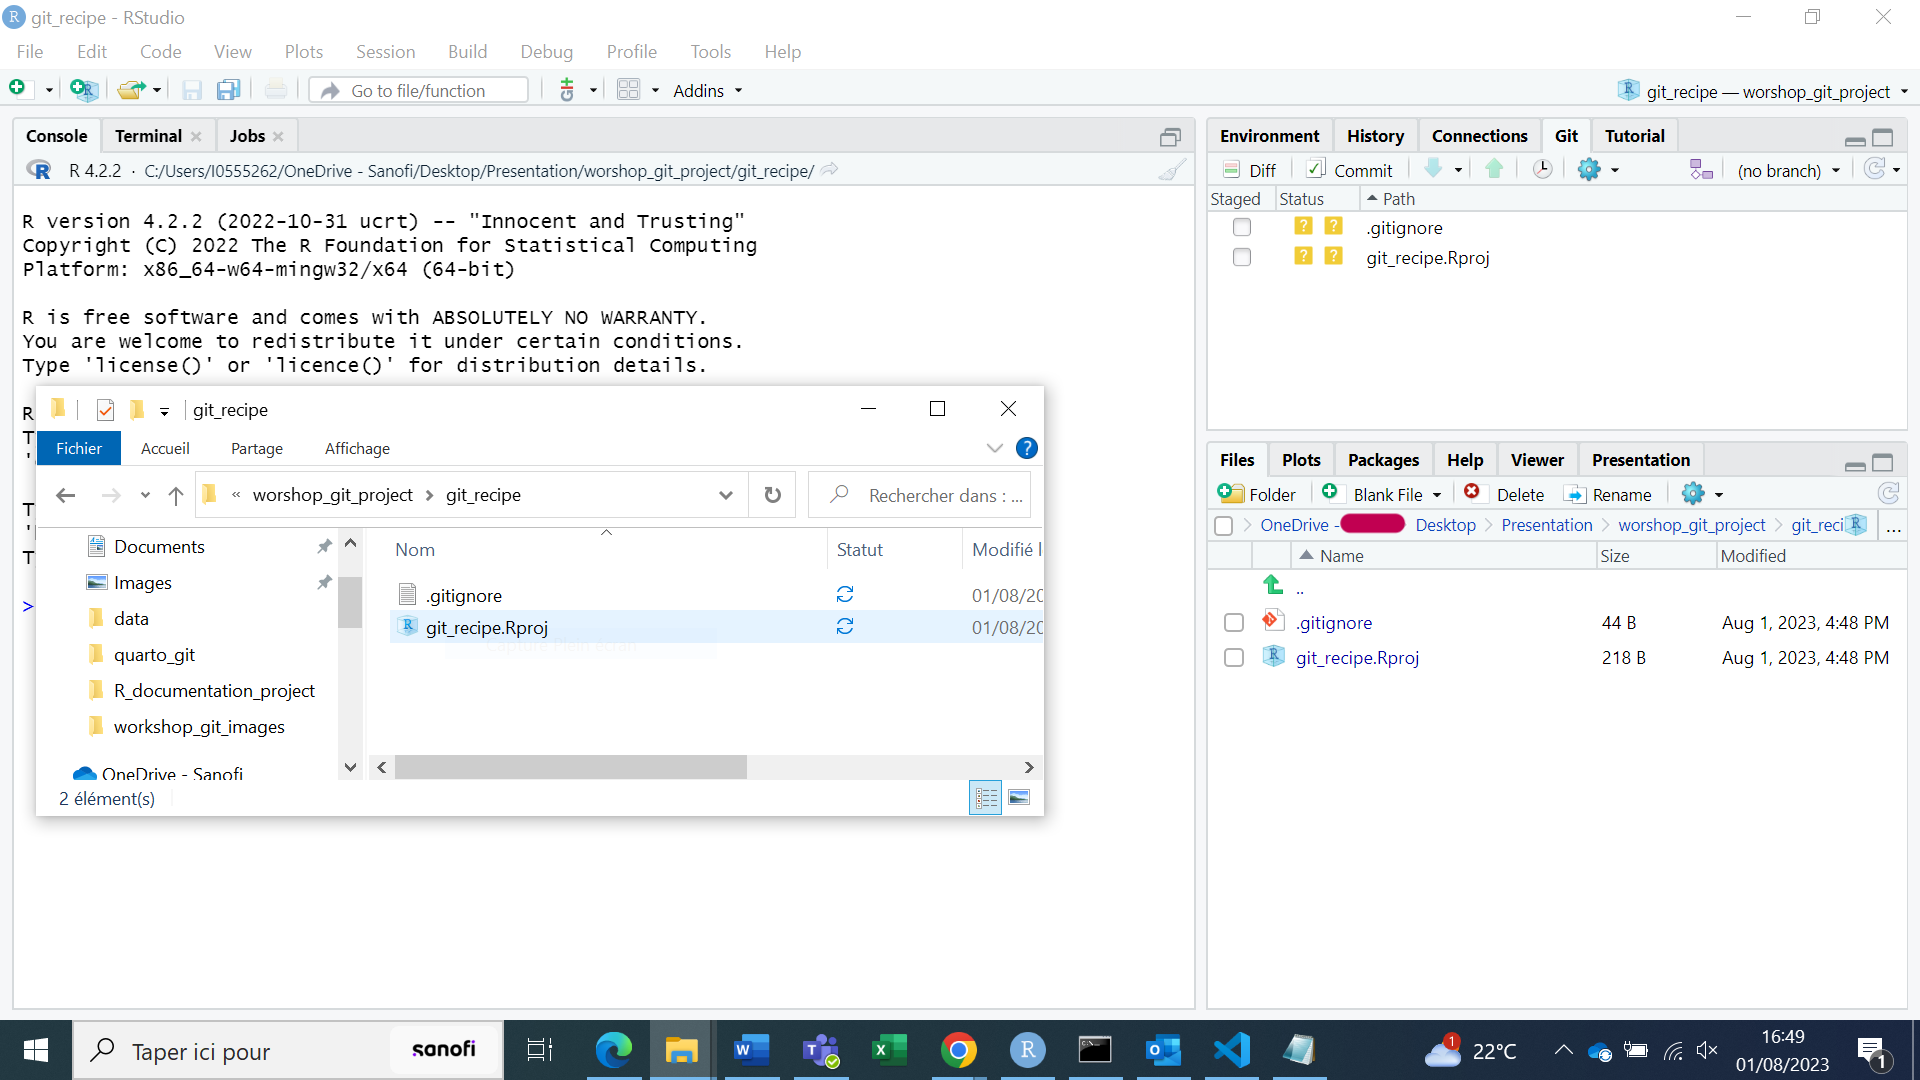 git_recipe - RStudio
File Edit Code View Plots Session Build Debug Profile Tools Help
Go to file/function Addins git_recipe — worshop_git_project
Console Terminal Jobs
R 4.2.2 · C:/Users/I0555262/OneDrive - Sanofi/Desktop/Presentation/worshop_git_project/git_recipe/
R version 4.2.2 (2022-10-31 ucrt) -- "Innocent and Trusting"
Copyright (C) 2022 The R Foundation for Statistical Computing
Platform: x86_64-w64-mingw32/x64 (64-bit)
R is free software and comes with ABSOLUTELY NO WARRANTY.
You are welcome to redistribute it under certain conditions.
Type 'license()' or 'licence()' for distribution details.
R
T
'
T
'
T
>
git_recipe
Fichier Accueil Partage Affichage
« worshop_git_project > git_recipe Rechercher dans : ...
Documents
Images
data
quarto_git
R_documentation_project
workshop_git_images
OneDrive - Sanofi
Nom Statut Modifié l
.gitignore 01/08/20
git_recipe.Rproj 01/08/20
2 élément(s)
Environment History Connections Git Tutorial
Diff Commit (no branch)
Staged Status Path
? ? .gitignore
? ? git_recipe.Rproj
Files Plots Packages Help Viewer Presentation
Folder Blank File Delete Rename
OneDrive - Desktop Presentation worshop_git_project git_reci ...
Name Size Modified
..
.gitignore 44 B Aug 1, 2023, 4:48 PM
git_recipe.Rproj 218 B Aug 1, 2023, 4:48 PM
Taper ici pour sanofi
1 22°C
16:49
01/08/2023
1